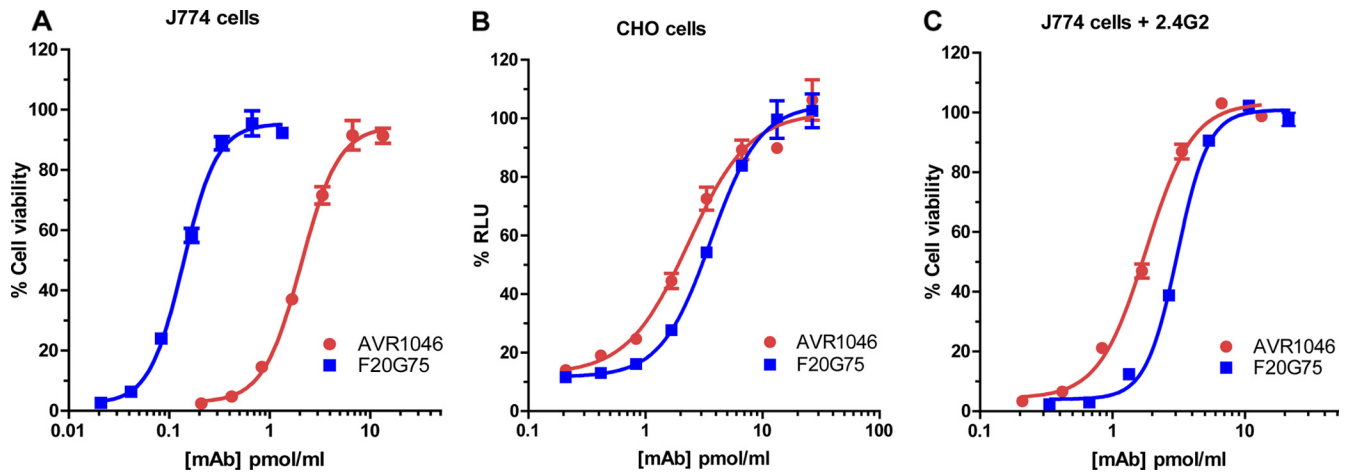 A
J774 cells
120
100
80
60
40
20
0
% Cell viability
0.01
0.1
1
10
[mAb] pmol/ml
AVR1046
F20G75
B
CHO cells
120
100
80
60
40
20
0
% RLU
0.1
1
10
100
[mAb] pmol/ml
AVR1046
F20G75
C
J774 cells + 2.4G2
120
100
80
60
40
20
0
% Cell viability
0.1
1
10
[mAb] pmol/ml
AVR1046
F20G75